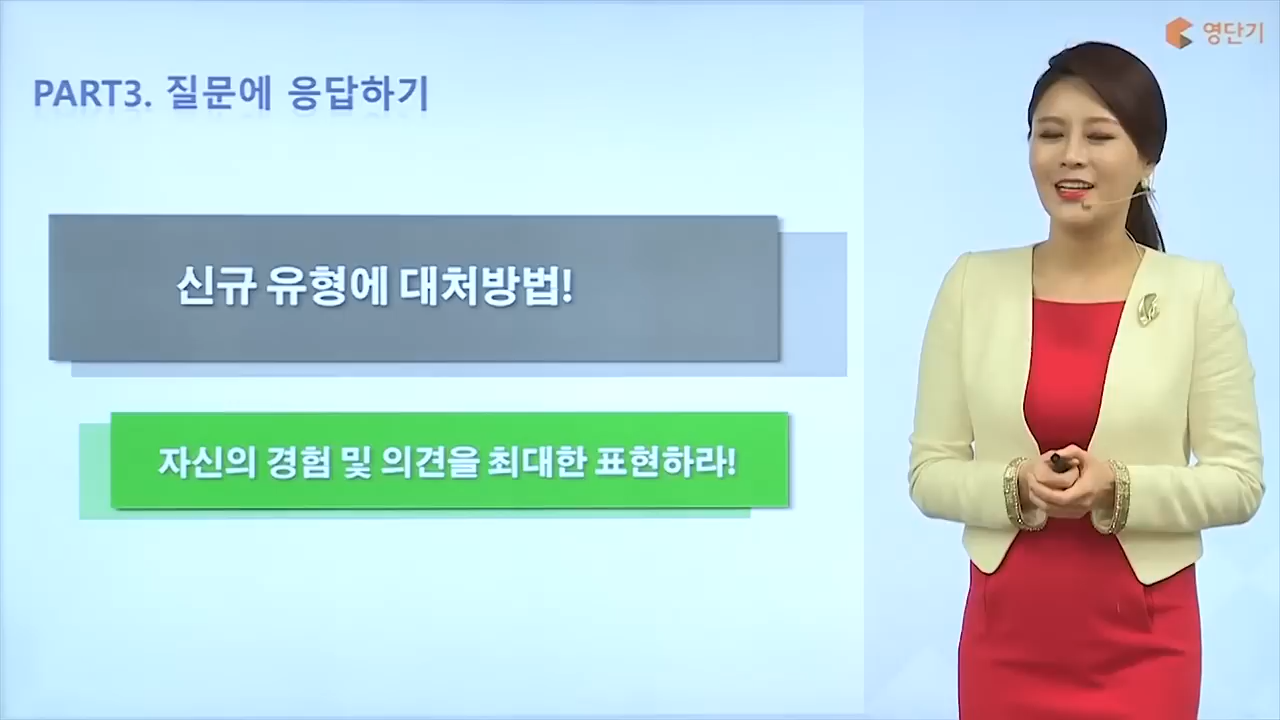 영단기
PART3. 질문에 응답하기
신규 유형에 대처방법!
자신의 경험 및 의견을 최대한 표현하라!